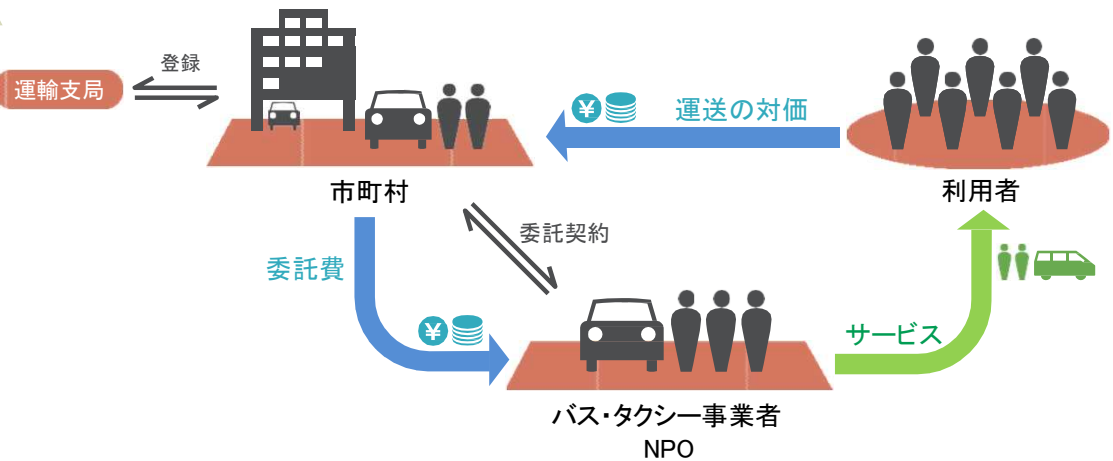 登録
運輸支局
¥
運送の対価
市町村
利用者
委託契約
委託費
¥
サービス
バス・タクシー事業者
NPO